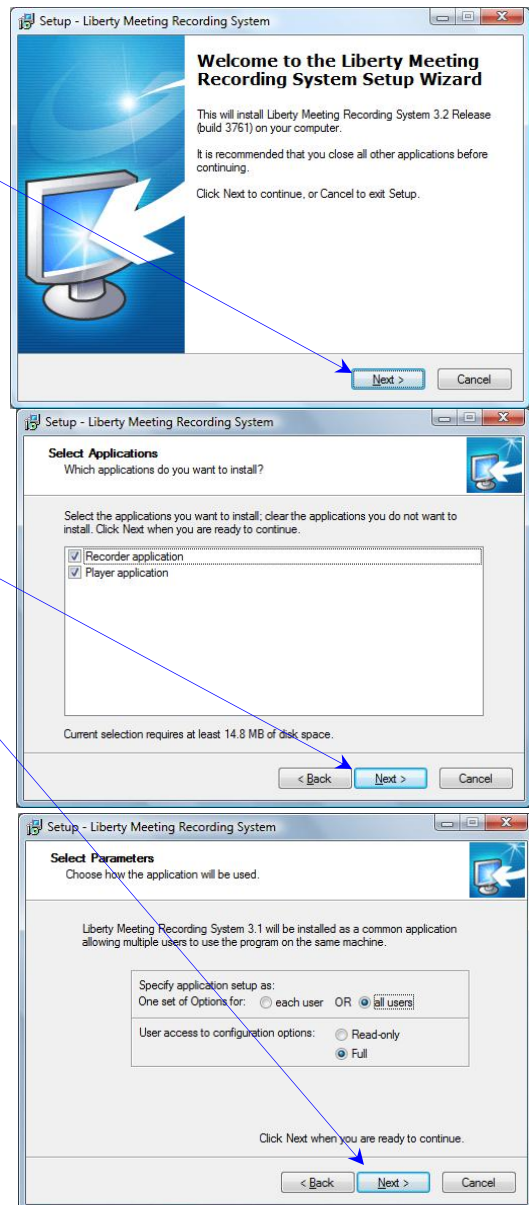 Setup - Liberty Meeting Recording System
Welcome to the Liberty Meeting
Recording System Setup Wizard
This will install Liberty Meeting Recording System 3.2 Release
(build 3761) on your computer.
It is recommended that you close all other applications before
continuing.
Click Next to continue, or Cancel to exit Setup.
Next >
Cancel
Setup - Liberty Meeting Recording System
Select Applications
Which applications do you want to install?
Select the applications you want to install; clear the applications you do not want to
install. Click Next when you are ready to continue.
Recorder application
Player application
Current selection requires at least 14.8 MB of disk space.
< Back
Next >
Cancel
Setup - Liberty Meeting Recording System
Select Parameters
Choose how the application will be used.
Liberty Meeting Recording System 3.1 will be installed as a common application
allowing multiple users to use the program on the same machine.
Specify application setup as:
One set of Options for: each user OR all users
User access to configuration options: Read-only
Full
Click Next when you are ready to continue.
< Back
Next >
Cancel